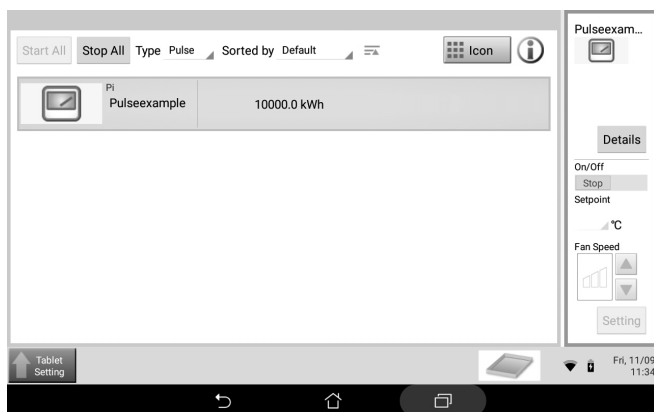 Start All Stop All Type Pulse Sorted by Default Icon
Pi
Pulseexample 10000.0 kWh
Pulseexam...
Details
On/Off
Stop
Setpoint
℃
Fan Speed
Setting
Tablet
Setting
Fri, 11/09
11:34